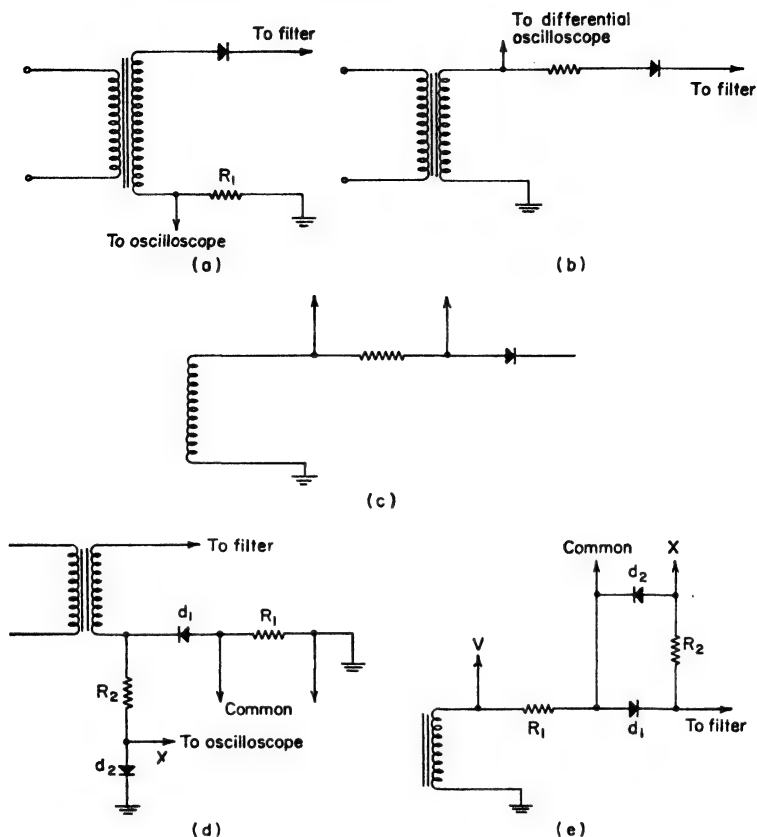 To filter
R1
To oscilloscope
(a)
To differential
oscilloscope
To filter
(b)
(c)
To filter
d1
R1
R2
Common
To oscilloscope
X
d2
(d)
Common
X
d2
V
R2
R1
d1
To filter
(e)